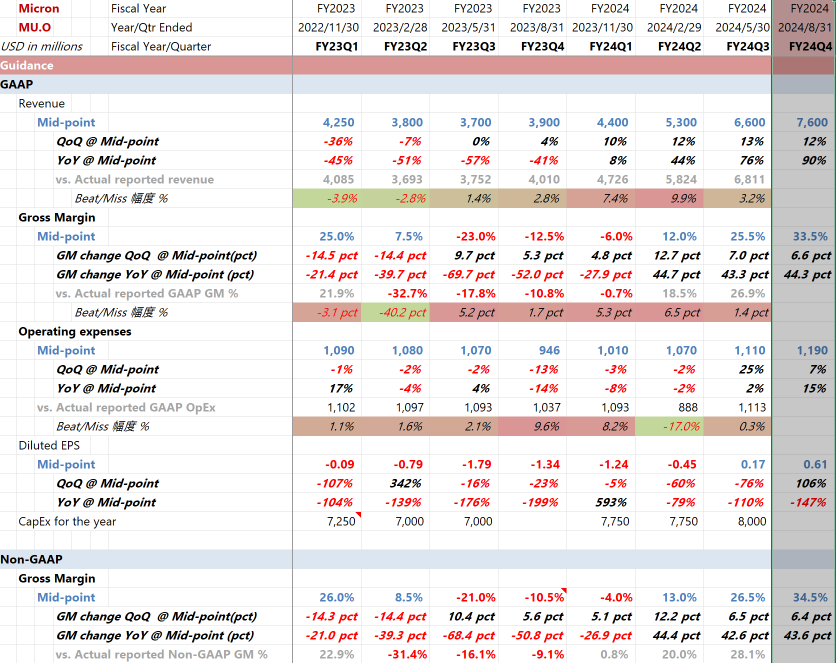 Micron Fiscal Year FY2023 FY2023 FY2023 FY2023 FY2024 FY2024 FY2024 FY2024
MU.O Year/Qtr Ended 2022/11/30 2023/2/28 2023/5/31 2023/8/31 2023/11/30 2024/2/29 2024/5/30 2024/8/31
USD in millions Fiscal Year/Quarter FY23Q1 FY23Q2 FY23Q3 FY23Q4 FY24Q1 FY24Q2 FY24Q3 FY24Q4
Guidance
GAAP
Revenue
Mid-point 4,250 3,800 3,700 3,900 4,400 5,300 6,600 7,600
QoQ @ Mid-point -36% -7% 0% 4% 10% 12% 13% 12%
YoY @ Mid-point -45% -51% -57% -41% 8% 44% 76% 90%
vs. Actual reported revenue 4,085 3,693 3,752 4,010 4,726 5,824 6,811
Beat/Miss 幅度 % -3.9% -2.8% 1.4% 2.8% 7.4% 9.9% 3.2%
Gross Margin
Mid-point 25.0% 7.5% -23.0% -12.5% -6.0% 12.0% 25.5% 33.5%
GM change QoQ @ Mid-point(pct) -14.5 pct -14.4 pct 9.7 pct 5.3 pct 4.8 pct 12.7 pct 7.0 pct 6.6 pct
GM change YoY @ Mid-point (pct) -21.4 pct -39.7 pct -69.7 pct -52.0 pct -27.9 pct 44.7 pct 43.3 pct 44.3 pct
vs. Actual reported GAAP GM % 21.9% -32.7% -17.8% -10.8% -0.7% 18.5% 26.9%
Beat/Miss 幅度 % -3.1 pct -40.2 pct 5.2 pct 1.7 pct 5.3 pct 6.5 pct 1.4 pct
Operating expenses
Mid-point 1,090 1,080 1,070 946 1,010 1,070 1,110 1,190
QoQ @ Mid-point -1% -2% -2% -13% -3% -2% 25% 7%
YoY @ Mid-point 17% -4% 4% -14% -8% -2% 2% 15%
vs. Actual reported GAAP OpEx 1,102 1,097 1,093 1,037 1,093 888 1,113
Beat/Miss 幅度 % 1.1% 1.6% 2.1% 9.6% 8.2% -17.0% 0.3%
Diluted EPS
Mid-point -0.09 -0.79 -1.79 -1.34 -1.24 -0.45 0.17 0.61
QoQ @ Mid-point -107% 342% -16% -23% -5% -60% -76% 106%
YoY @ Mid-point -104% -139% -176% -199% 593% -79% -110% -147%
CapEx for the year 7,250 7,000 7,000 7,750 7,750 8,000
Non-GAAP
Gross Margin
Mid-point 26.0% 8.5% -21.0% -10.5% -4.0% 13.0% 26.5% 34.5%
GM change QoQ @ Mid-point(pct) -14.3 pct -14.4 pct 10.4 pct 5.6 pct 5.1 pct 12.2 pct 6.5 pct 6.4 pct
GM change YoY @ Mid-point (pct) -21.0 pct -39.3 pct -68.4 pct -50.8 pct -26.9 pct 44.4 pct 42.6 pct 43.6 pct
vs. Actual reported Non-GAAP GM % 22.9% -31.4% -16.1% -9.1% 0.8% 20.0% 28.1%